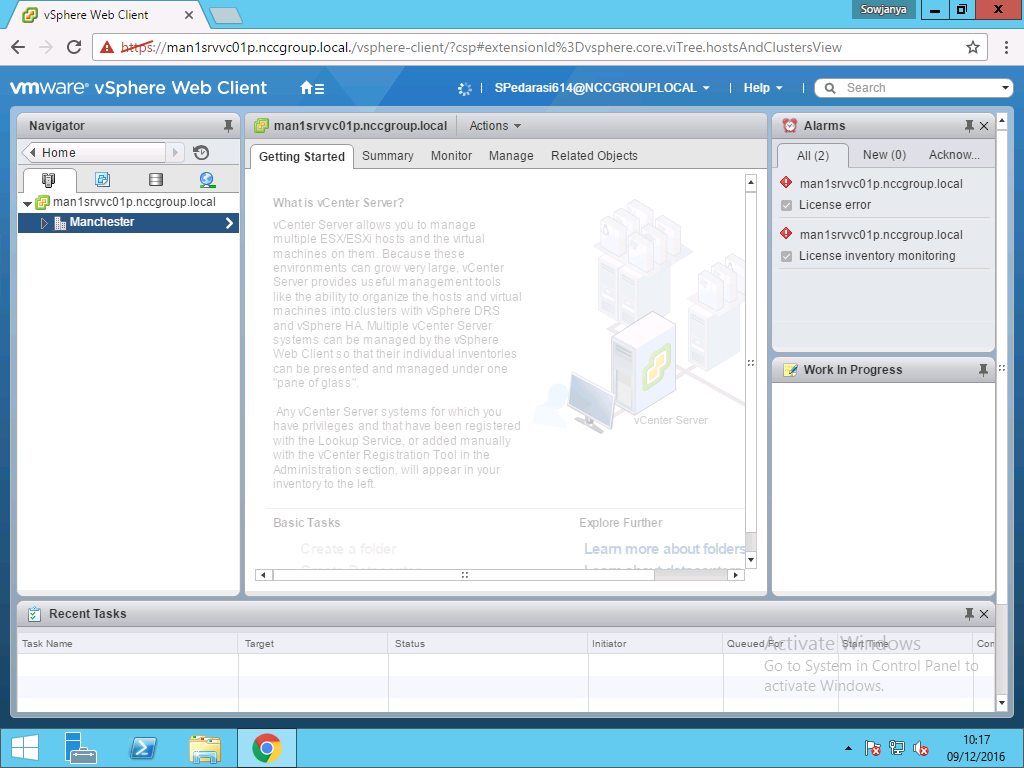 vSphere Web Client
Sowjanya
https://man1srvvc01p.nccgroup.local./vsphere-client/?csp#extensionId%3Dvsphere.core.viTree.hostsAndClustersView
vmware® vSphere Web Client
SPedarasi614@NCCGROUP.LOCAL
Help
Search
Navigator
Home
man1srvvc01p.nccgroup.local
Manchester
man1srvvc01p.nccgroup.local
Actions
Getting Started
Summary
Monitor
Manage
Related Objects
What is vCenter Server?
vCenter Server allows you to manage
multiple ESX/ESXi hosts and the virtual
machines on them. Because these
environments can grow very large, vCenter
Server provides useful management tools
like the ability to organize the hosts and virtual
machines into clusters with vSphere DRS
and vSphere HA. Multiple vCenter Server
systems can be managed by the vSphere
Web Client so that their individual inventories
can be presented and managed under one
"pane of glass".
Any vCenter Server systems for which you
have privileges and that have been registered
with the Lookup Service, or added manually
with the vCenter Registration Tool in the
Administration section, will appear in your
inventory to the left.
vCenter Server
Basic Tasks
Create a folder
Explore Further
Learn more about folders
Alarms
All (2)
New (0)
Acknow...
man1srvvc01p.nccgroup.local
License error
man1srvvc01p.nccgroup.local
License inventory monitoring
Work In Progress
Recent Tasks
Task Name
Target
Status
Initiator
Queued For
Start Time
Con
Activate Windows
Go to System in Control Panel to
activate Windows.
10:17
09/12/2016